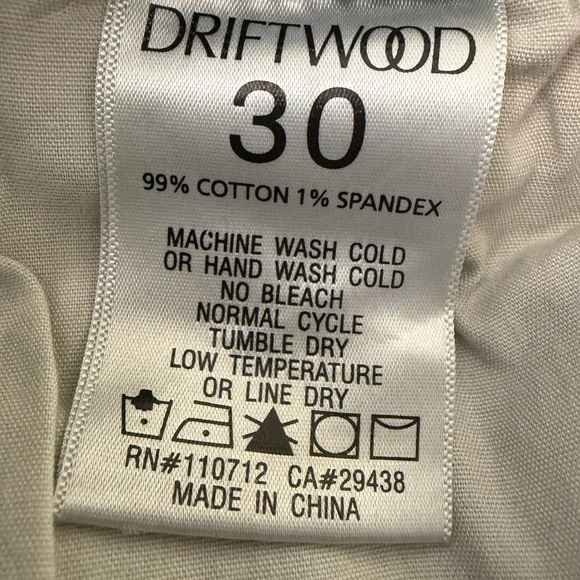 DRIFTWOOD
30
99% COTTON 1% SPANDEX
MACHINE WASH COLD
OR HAND WASH COLD
NO BLEACH
NORMAL CYCLE
TUMBLE DRY
LOW TEMPERATURE
OR LINE DRY
RN#110712 CA#29438
MADE IN CHINA